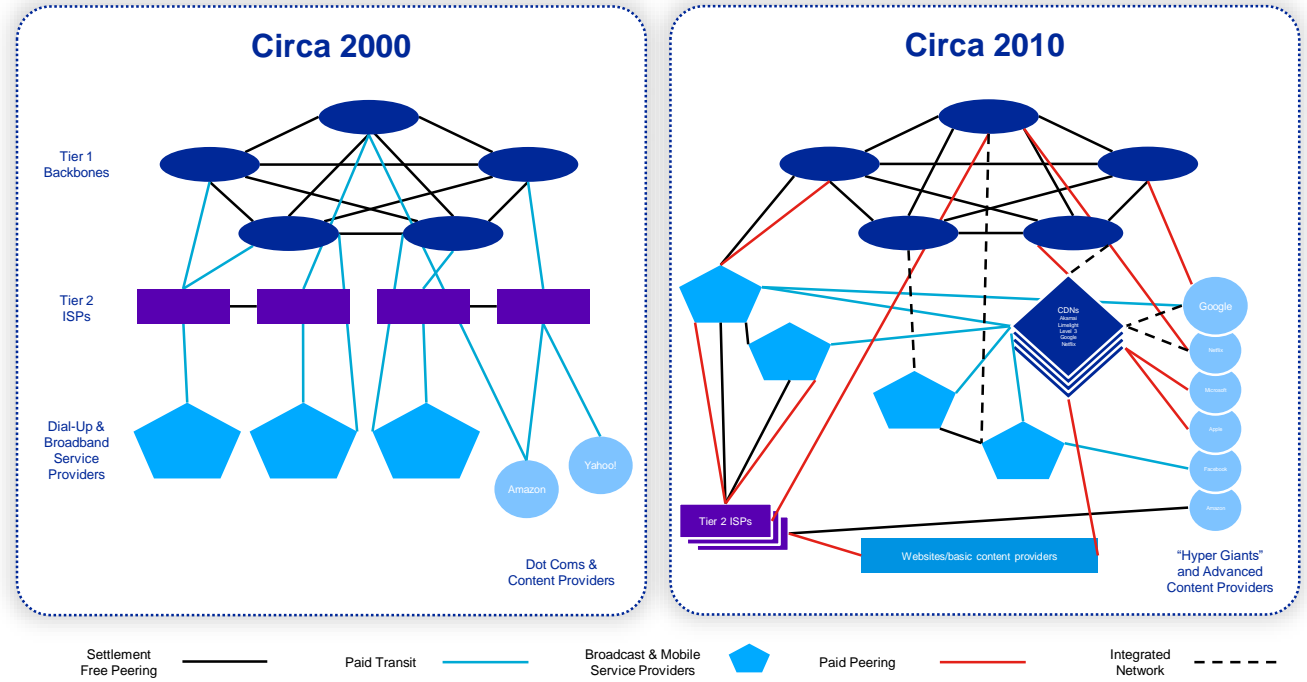 Circa 2000
Tier 1
Backbones
Tier 2
ISPs
Dial-Up &
Broadband
Service
Providers
Amazon
Yahoo!
Dot Coms &
Content Providers
Circa 2010
CDNs
Akamai
Limelight
Level 3
Google
Netflix
Google
Netflix
Microsoft
Apple
Facebook
Amazon
Tier 2 ISPs
Websites/basic content providers
“Hyper Giants”
and Advanced
Content Providers
Settlement
Free Peering
Paid Transit
Broadcast & Mobile
Service Providers
Paid Peering
Integrated
Network